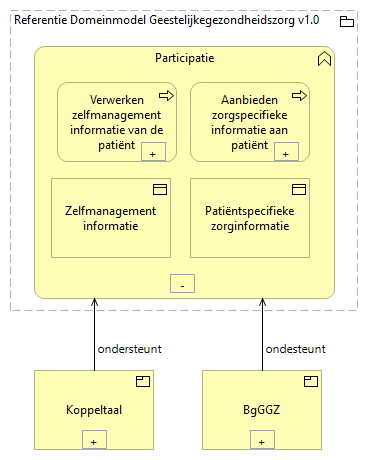 Referentie Domeinmodel Geestelijkegezondheidszorg v1.0
Participatie
Verwerken
zelfmanagement
informatie van de
patiënt
+
Aanbieden
zorgspecifieke
informatie aan
patiënt
+
Zelfmanagement
informatie
Patiëntspecifieke
zorginformatie
-
ondersteunt
ondesteunt
Koppeltaal
+
BgGGZ
+